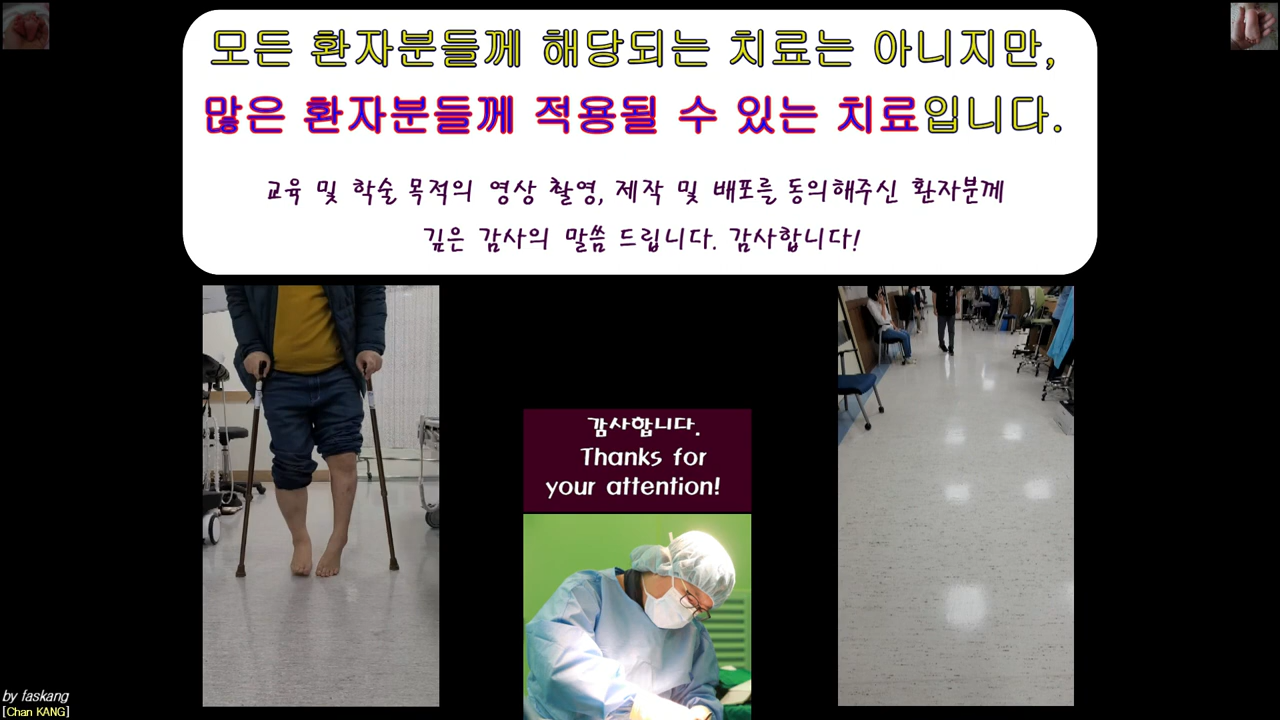 모든 환자분들께 해당되는 치료는 아니지만,
많은 환자분들께 적용될 수 있는 치료입니다.
교육 및 학술 목적의 영상 촬영, 제작 및 배포를 동의해주신 환자분께
깊은 감사의 말씀 드립니다. 감사합니다!
감사합니다.
Thanks for
your attention!
by faskang
[Chan KANG]